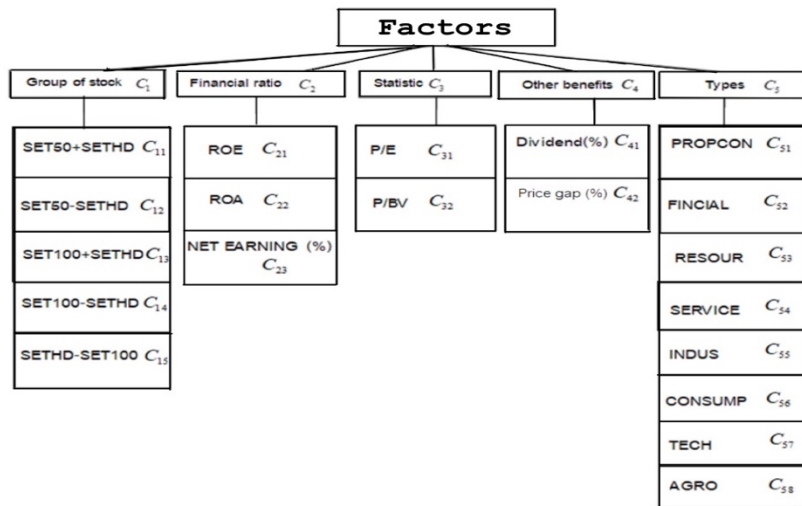 Factors
Group of stock C₁
Financial ratio C₂
Statistic C₃
Other benefits C₄
Types C₅
SET50+SETHD C₁₁
SET50-SETHD C₁₂
SET100+SETHD C₁₃
SET100-SETHD C₁₄
SETHD-SET100 C₁₅
ROE C₂₁
ROA C₂₂
NET EARNING (%)
C₂₃
P/E C₃₁
P/BV C₃₂
Dividend(%) C₄₁
Price gap (%) C₄₂
PROPCON C₅₁
FINCIAL C₅₂
RESOUR C₅₃
SERVICE C₅₄
INDUS C₅₅
CONSUMP C₅₆
TECH C₅₇
AGRO C₅₈